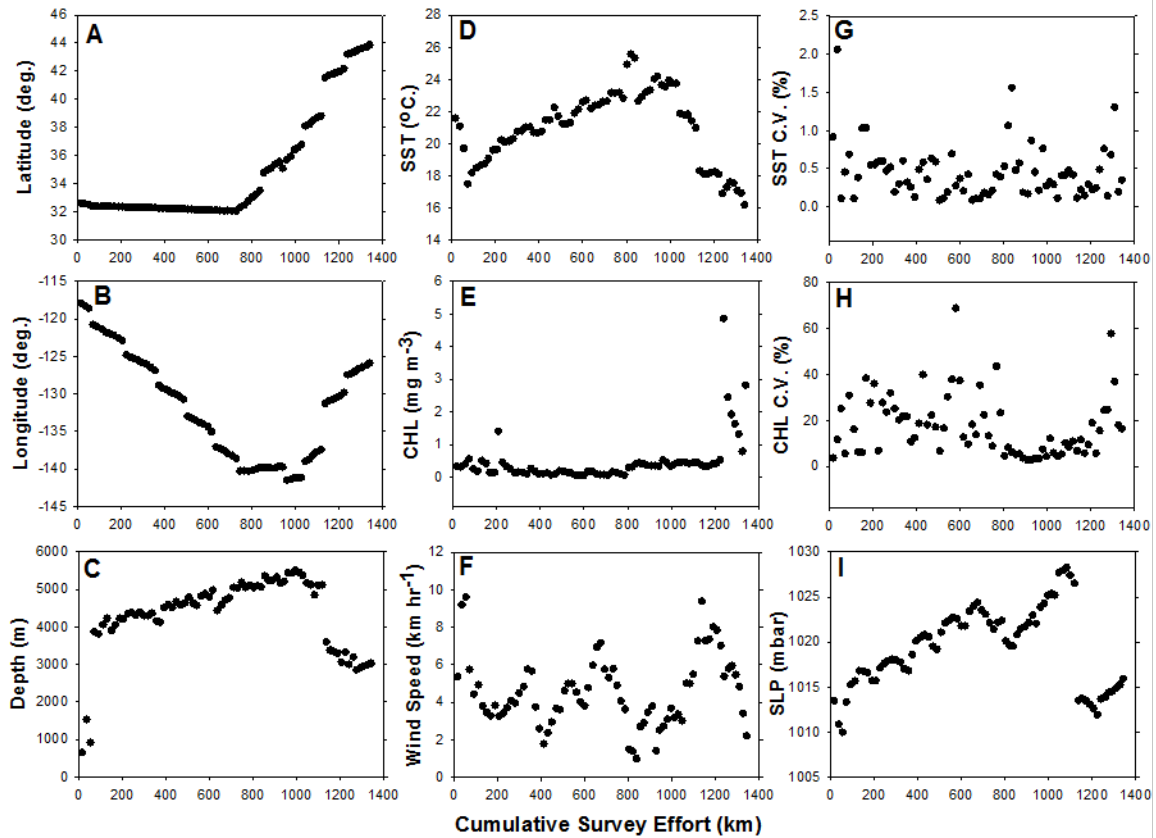 A
Latitude (deg.)
46
44
42
40
38
36
34
32
30
0 200 400 600 800 1000 1200 1400
D
SST (ºC.)
28
26
24
22
20
18
16
14
0 200 400 600 800 1000 1200 1400
G
SST C.V. (%)
2.5
2.0
1.5
1.0
0.5
0.0
0 200 400 600 800 1000 1200 1400
B
Longitude (deg.)
-115
-120
-125
-130
-135
-140
-145
0 200 400 600 800 1000 1200 1400
E
CHL (mg m-3)
6
5
4
3
2
1
0
0 200 400 600 800 1000 1200 1400
H
CHL C.V. (%)
80
60
40
20
0
0 200 400 600 800 1000 1200 1400
C
Depth (m)
6000
5000
4000
3000
2000
1000
0
0 200 400 600 800 1000 1200 1400
F
Wind Speed (km hr-1)
12
10
8
6
4
2
0
0 200 400 600 800 1000 1200 1400
I
SLP (mbar)
1030
1025
1020
1015
1010
1005
0 200 400 600 800 1000 1200 1400
Cumulative Survey Effort (km)